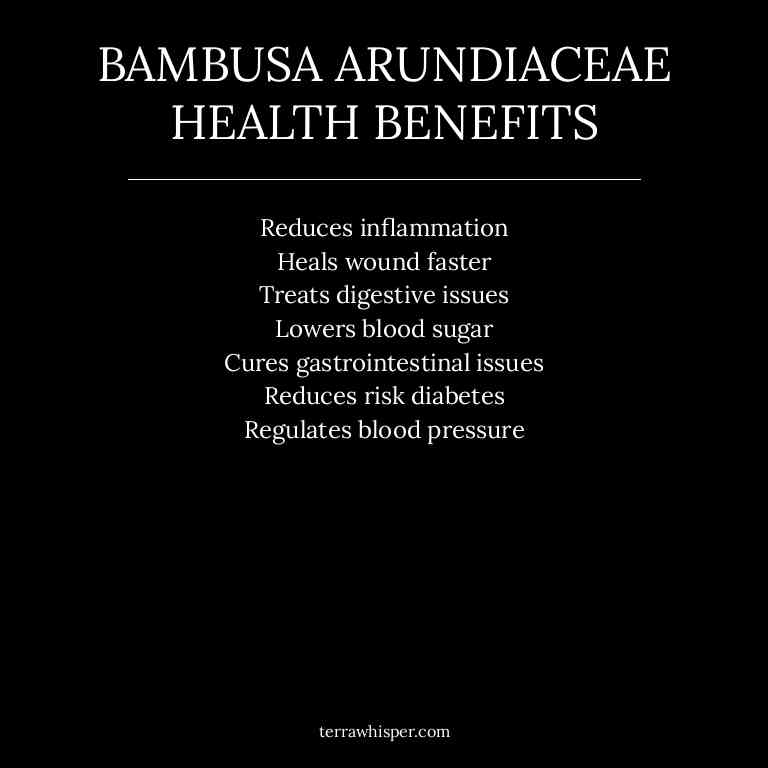 BAMBUSA ARUNDIACEAE
HEALTH BENEFITS
Reduces inflammation
Heals wound faster
Treats digestive issues
Lowers blood sugar
Cures gastrointestinal issues
Reduces risk diabetes
Regulates blood pressure
terrawhisper.com